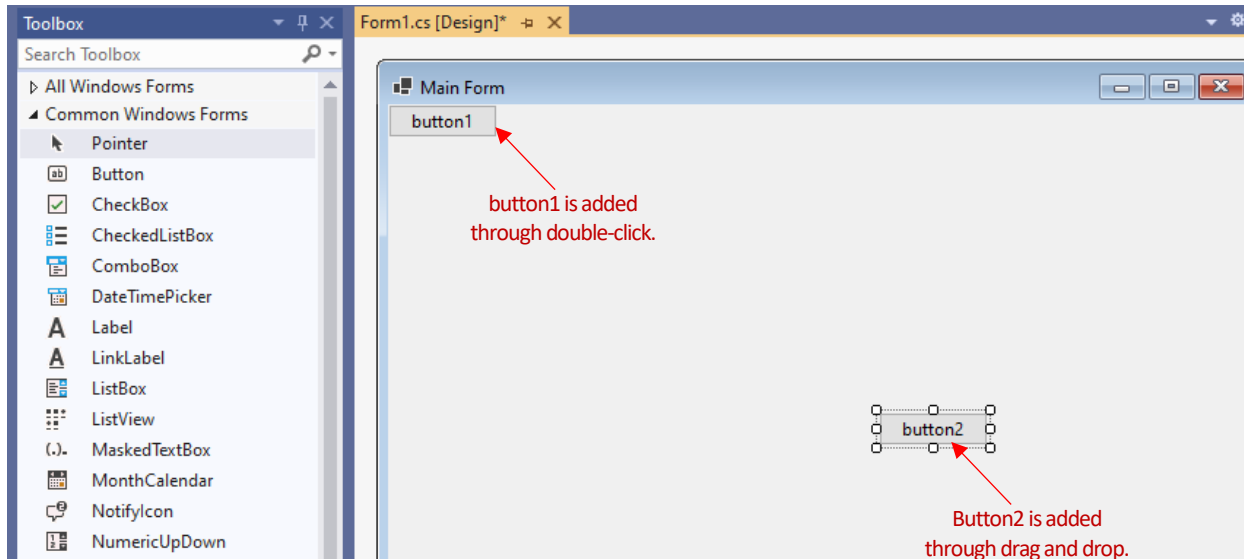 Toolbox
Form1.cs [Design]*
Search Toolbox
All Windows Forms
Common Windows Forms
Pointer
Button
CheckBox
CheckedListBox
ComboBox
DateTimePicker
Label
LinkLabel
ListBox
ListView
MaskedTextBox
MonthCalendar
NotifyIcon
NumericUpDown
Main Form
button1
button1 is added
through double-click.
button2
Button2 is added
through drag and drop.